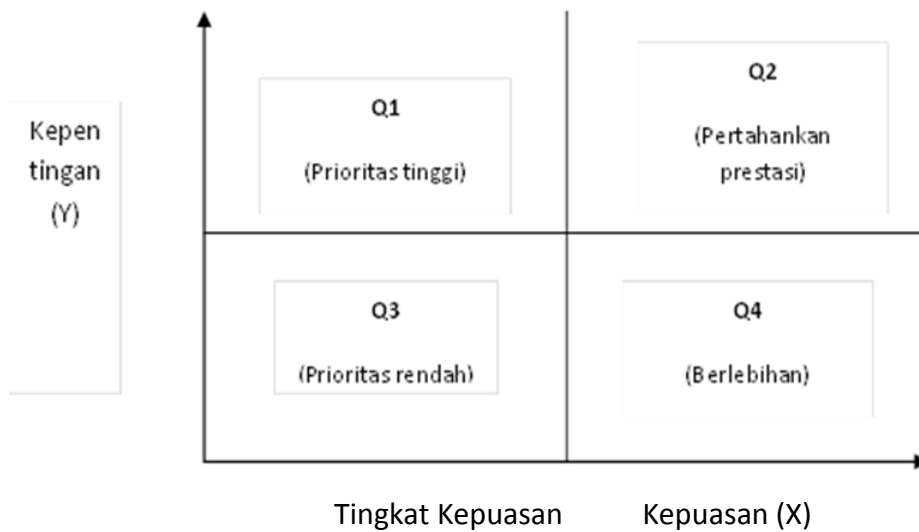 Q1
(Prioritas tinggi)
Q2
(Pertahankan
prestasi)
Kepen
tingan
(Y)
Q3
(Prioritas rendah)
Q4
(Berlebihan)
Tingkat Kepuasan Kepuasan (X)